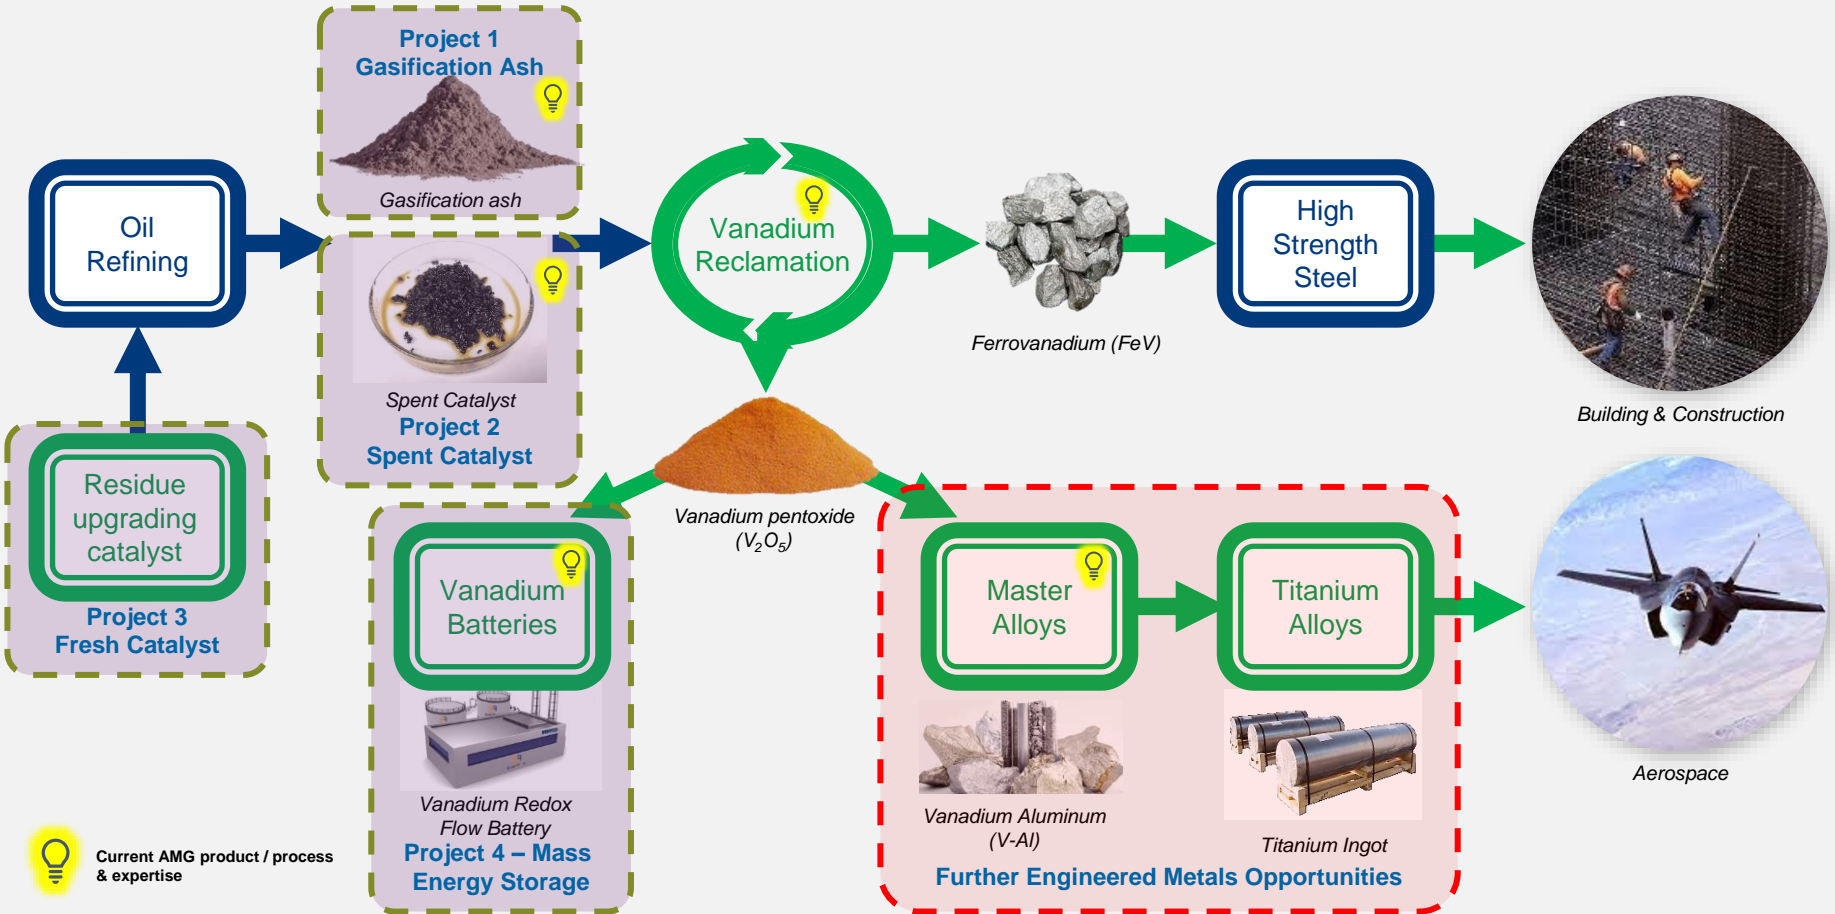 Project 1
Gasification Ash
Gasification ash
Oil
Refining
Spent Catalyst
Project 2
Spent Catalyst
Residue
upgrading
catalyst
Project 3
Fresh Catalyst
Vanadium
Reclamation
Ferrovanadium (FeV)
High
Strength
Steel
Building & Construction
Vanadium pentoxide
(V₂O₅)
Vanadium
Batteries
Vanadium Redox
Flow Battery
Project 4 – Mass
Energy Storage
Master
Alloys
Vanadium Aluminum
(V-Al)
Titanium
Alloys
Titanium Ingot
Further Engineered Metals Opportunities
Aerospace
Current AMG product / process
& expertise